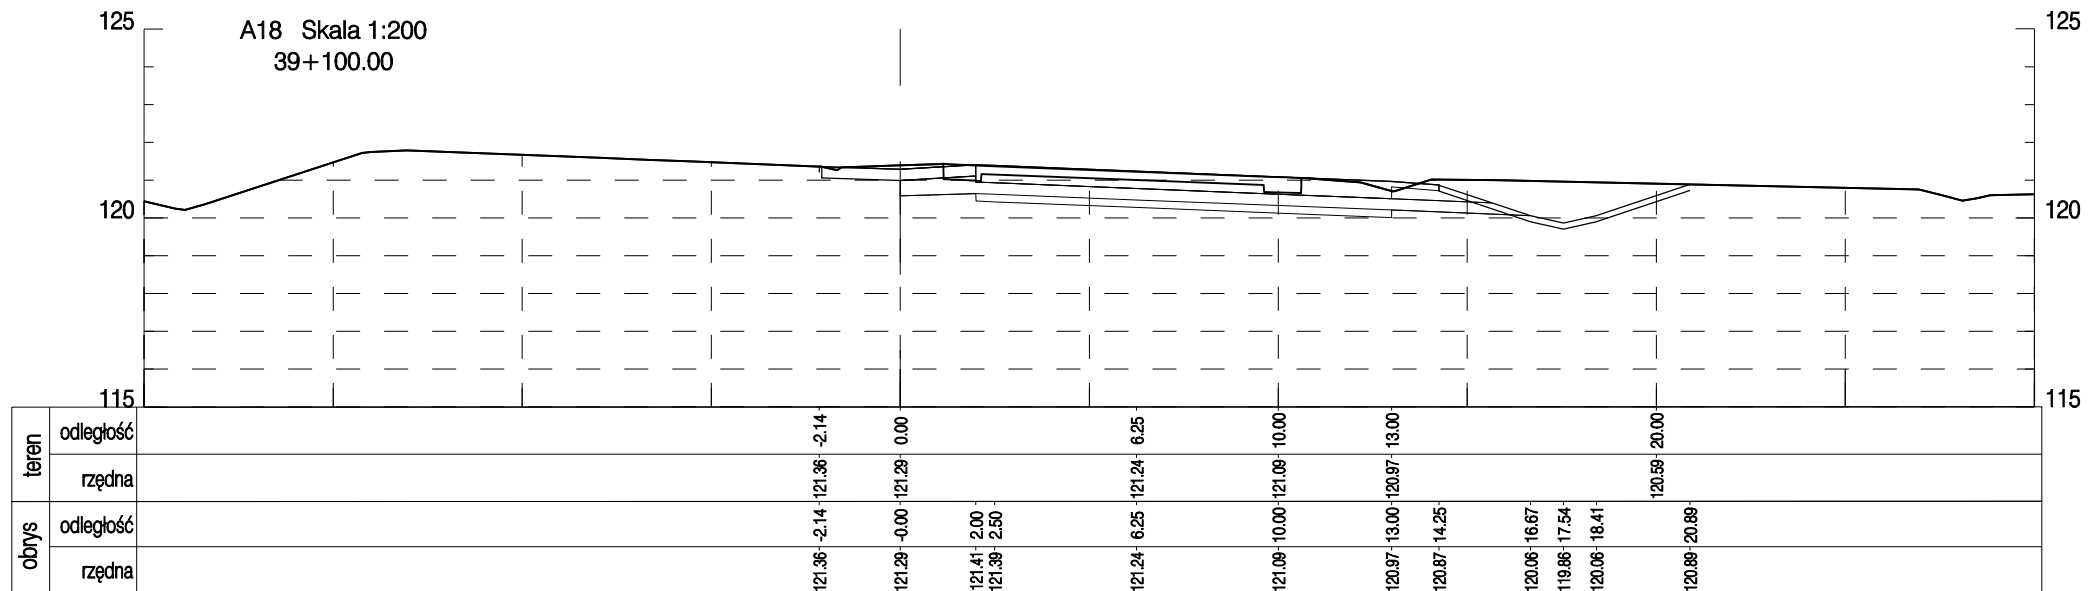 125
A18 Skala 1:200
39+100.00
125
120
120
115
115
teren
odległość
-2.14 0.00 6.25 10.00 13.00 20.00
rzędna
121.36 121.29 121.24 121.09 120.97 120.59
obrys
odległość
-2.14 -0.00 2.00 2.50 6.25 10.00 13.00 14.25 16.67 17.54 18.41 20.89
rzędna
121.36 121.29 121.41 121.39 121.24 121.09 120.97 120.87 120.06 119.86 120.06 120.89